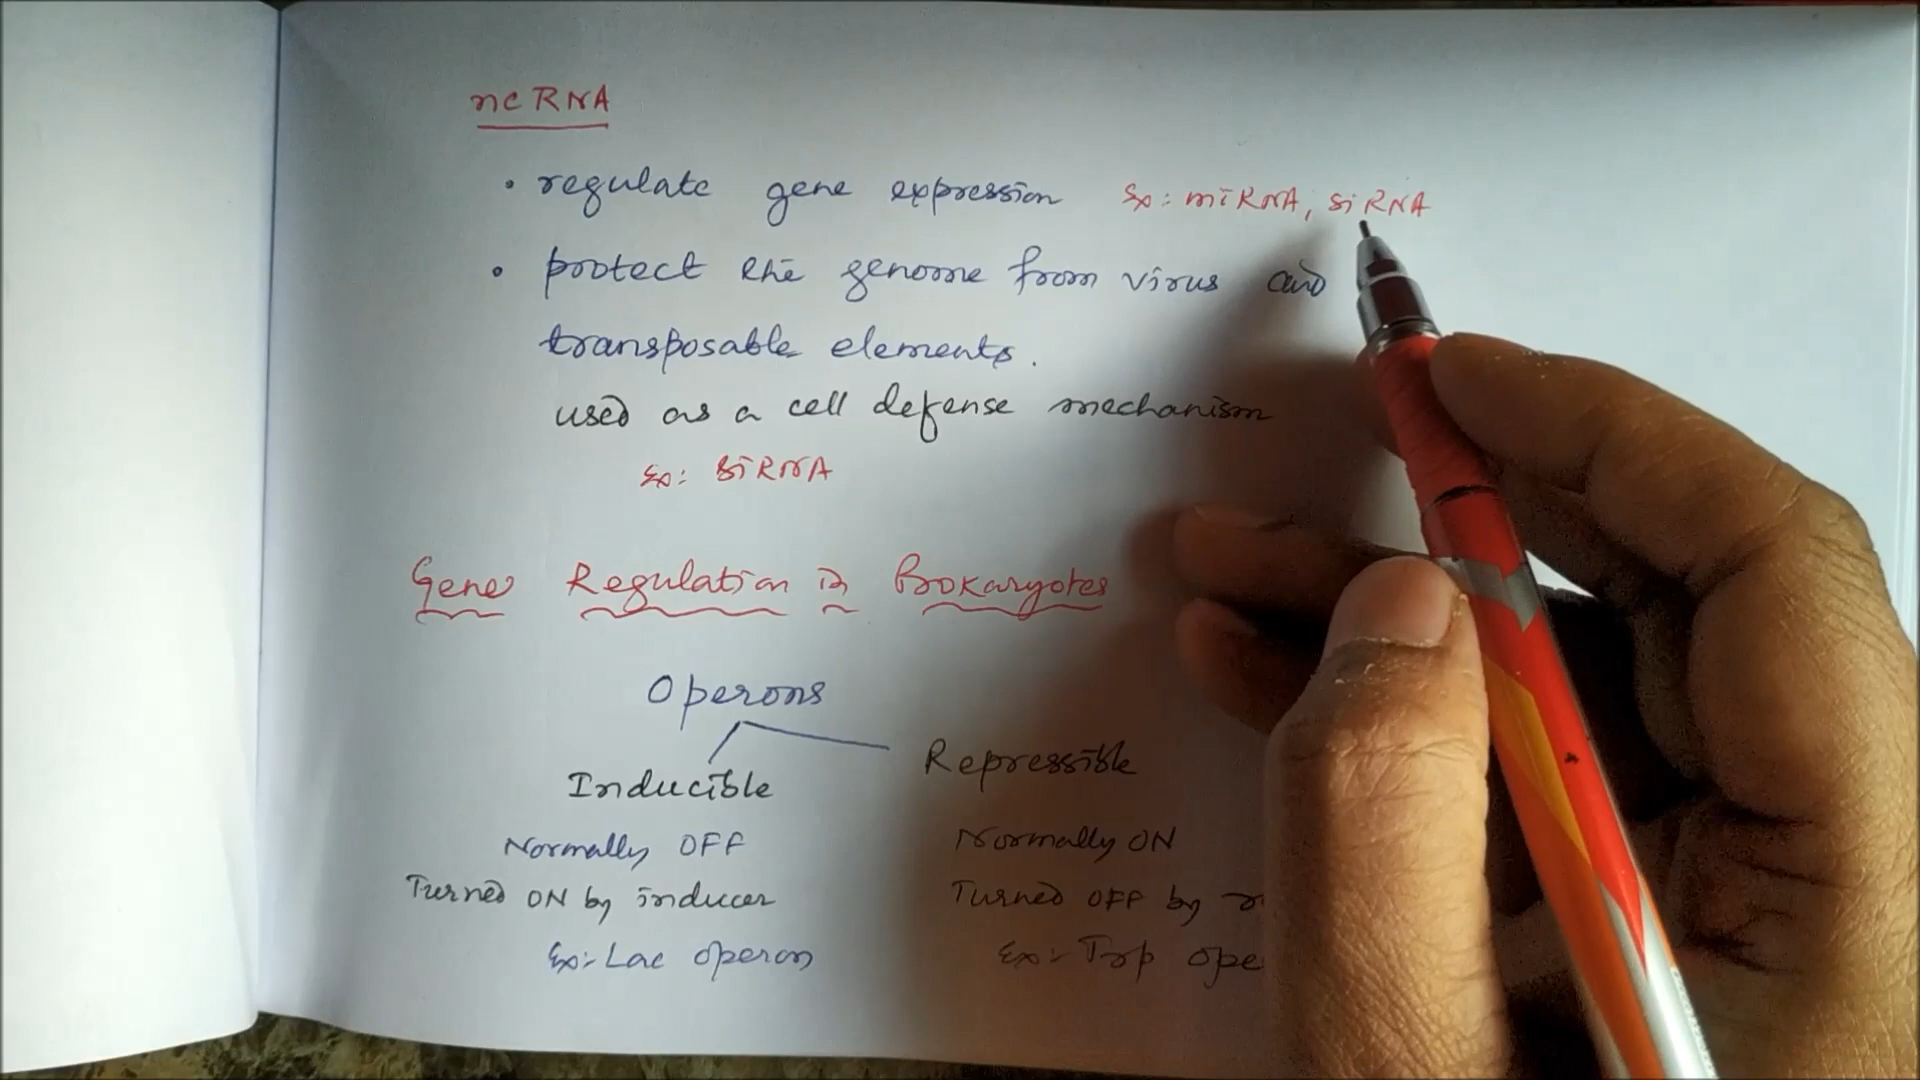 ncRNA
• regulate gene expression Ex: miRNA, siRNA
• protect the genome from virus and
transposable elements.
used as a cell defense mechanism
Ex: siRNA
Gene Regulation in Prokaryotes
Operons
Inducible Repressible
Normally OFF Normally ON
Turned ON by inducer Turned OFF by
Ex:- Lac operon Ex:- Trp ope